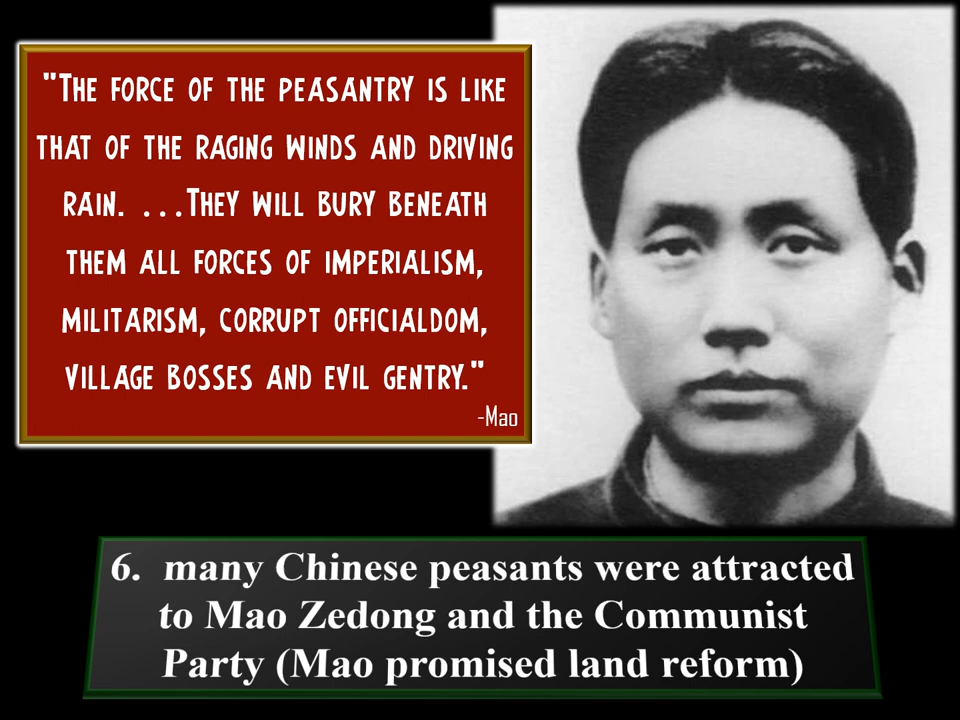 "The force of the peasantry is like
that of the raging winds and driving
rain. ...They will bury beneath
them all forces of imperialism,
militarism, corrupt officialdom,
village bosses and evil gentry."
-Mao
6. many Chinese peasants were attracted
to Mao Zedong and the Communist
Party (Mao promised land reform)